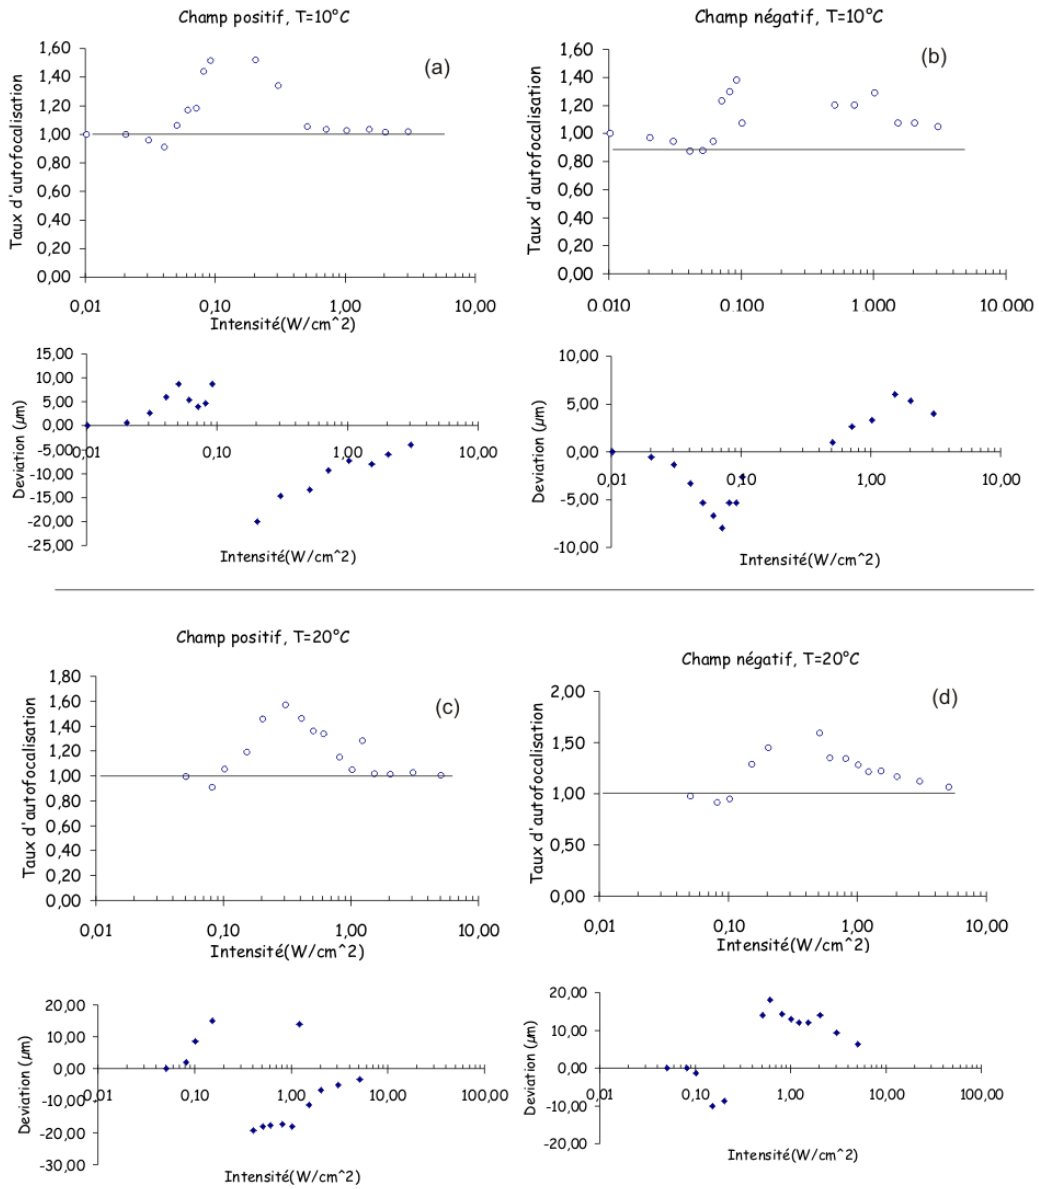 Champ positif, T=10°C
(a)
Taux d'autofocalisation
1,60
1,40
1,20
1,00
0,80
0,60
0,40
0,20
0,00
0,01 0,10 1,00 10,00
Intensité(W/cm^2)
Deviation (µm)
15,00
10,00
5,00
0,00
-5,00
-10,00
-15,00
-20,00
-25,00
0,01 0,10 1,00 10,00
Intensité(W/cm^2)
Champ négatif, T=10°C
(b)
Taux d'autofocalisation
1,60
1,40
1,20
1,00
0,80
0,60
0,40
0,20
0,00
0.010 0.100 1.000 10.000
Intensité(W/cm^2)
Deviation (µm)
10,00
5,00
0,00
-5,00
-10,00
0,01 0,10 1,00 10,00
Intensité(W/cm^2)
Champ positif, T=20°C
(c)
Taux d'autofocalisation
1,80
1,60
1,40
1,20
1,00
0,80
0,60
0,40
0,20
0,00
0,01 0,10 1,00 10,00
Intensité(W/cm^2)
Deviation (µm)
20,00
10,00
0,00
-10,00
-20,00
-30,00
0,01 0,10 1,00 10,00 100,00
Intensité(W/cm^2)
Champ négatif, T=20°C
(d)
Taux d'autofocalisation
2,00
1,50
1,00
0,50
0,00
0,01 0,10 1,00 10,00
Intensité(W/cm^2)
Deviation (µm)
20,00
10,00
0,00
-10,00
-20,00
0,01 0,10 1,00 10,00 100,00
Intensité(W/cm^2)